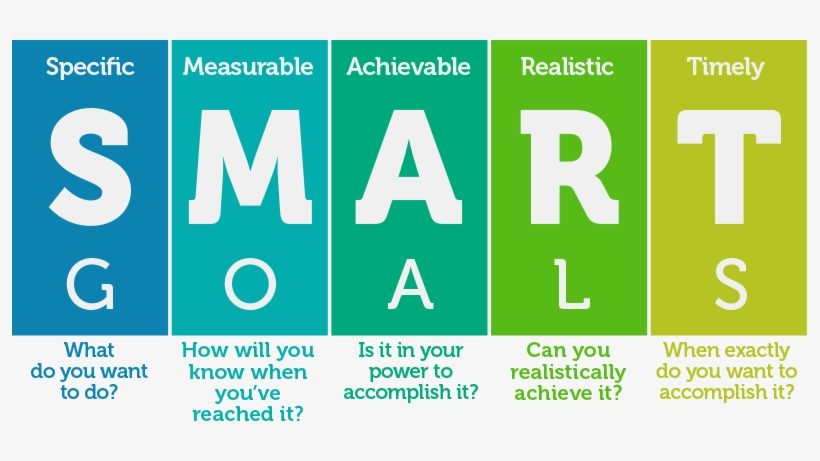 Specific Measurable Achievable Realistic Timely
S M A R T
G O A L S
What
do you want
to do?
How will you
know when
you've
reached it?
Is it in your
power to
accomplish it?
Can you
realistically
achieve it?
When exactly
do you want to
accomplish it?